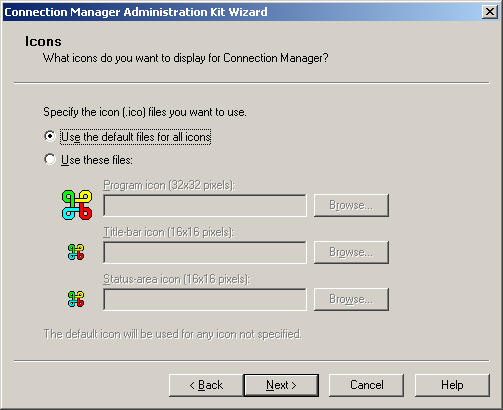 Connection Manager Administration Kit Wizard
Icons
What icons do you want to display for Connection Manager?
Specify the icon (.ico) files you want to use.
Use the default files for all icons
Use these files:
Program icon (32x32 pixels):
Browse...
Title-bar icon (16x16 pixels):
Browse...
Status-area icon (16x16 pixels):
Browse...
The default icon will be used for any icon not specified.
< Back
Next >
Cancel
Help